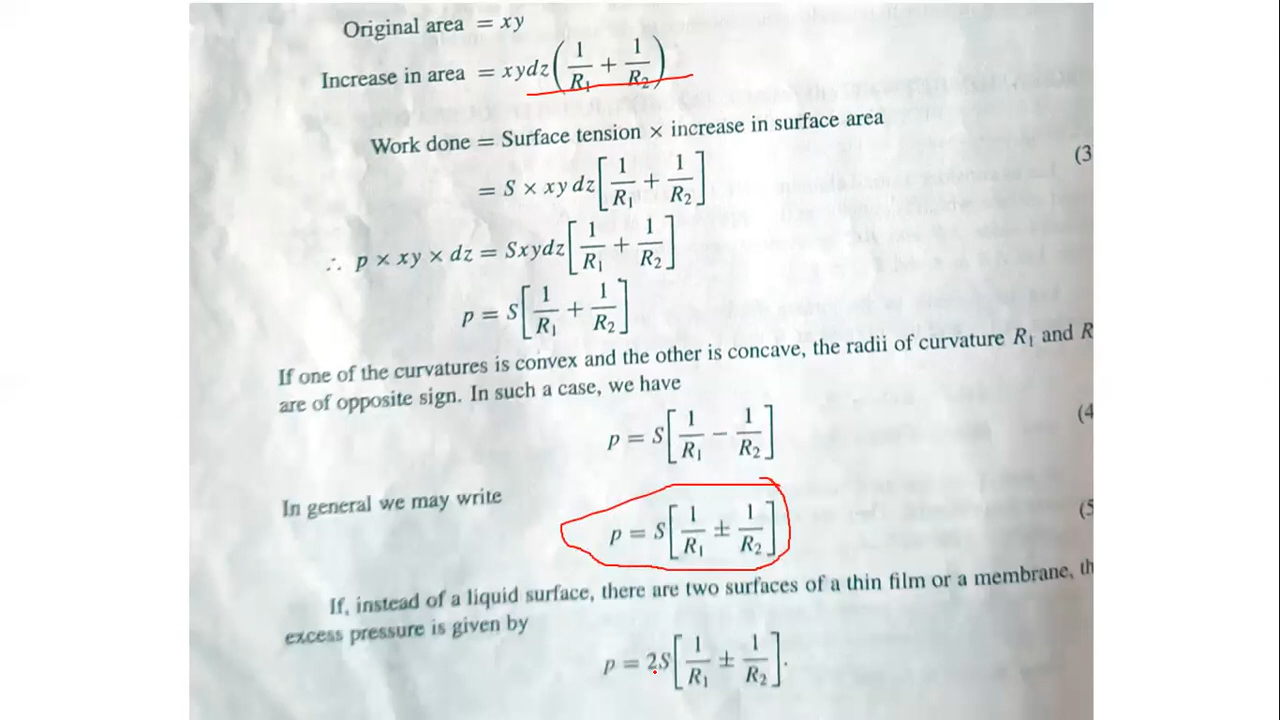 Original area = xy
Increase in area = xydz(1/R₁ + 1/R₂)
Work done = Surface tension × increase in surface area
(3
= S × xy dz[1/R₁ + 1/R₂]
∴ p × xy × dz = Sxydz[1/R₁ + 1/R₂]
p = S[1/R₁ + 1/R₂]
If one of the curvatures is convex and the other is concave, the radii of curvature R₁ and R
are of opposite sign. In such a case, we have
(4
p = S[1/R₁ − 1/R₂]
In general we may write
(5
p = S[1/R₁ ± 1/R₂]
If, instead of a liquid surface, there are two surfaces of a thin film or a membrane, th
excess pressure is given by
p = 2S[1/R₁ ± 1/R₂].